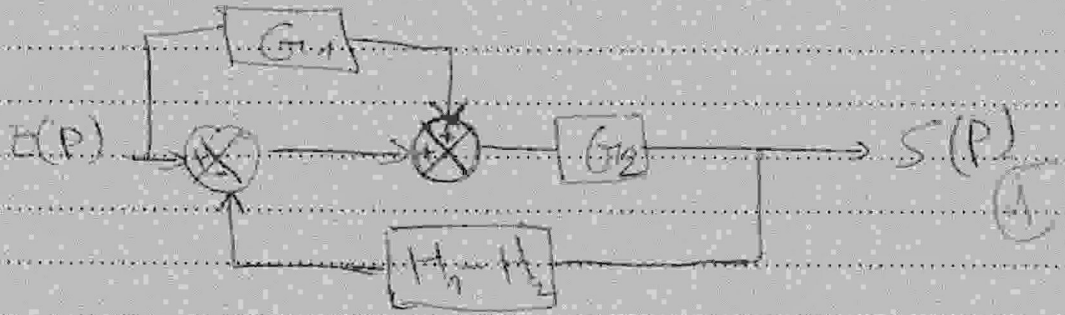 G1
E(P)
+
-
+
+
G2
S(P)
1
H1-H2